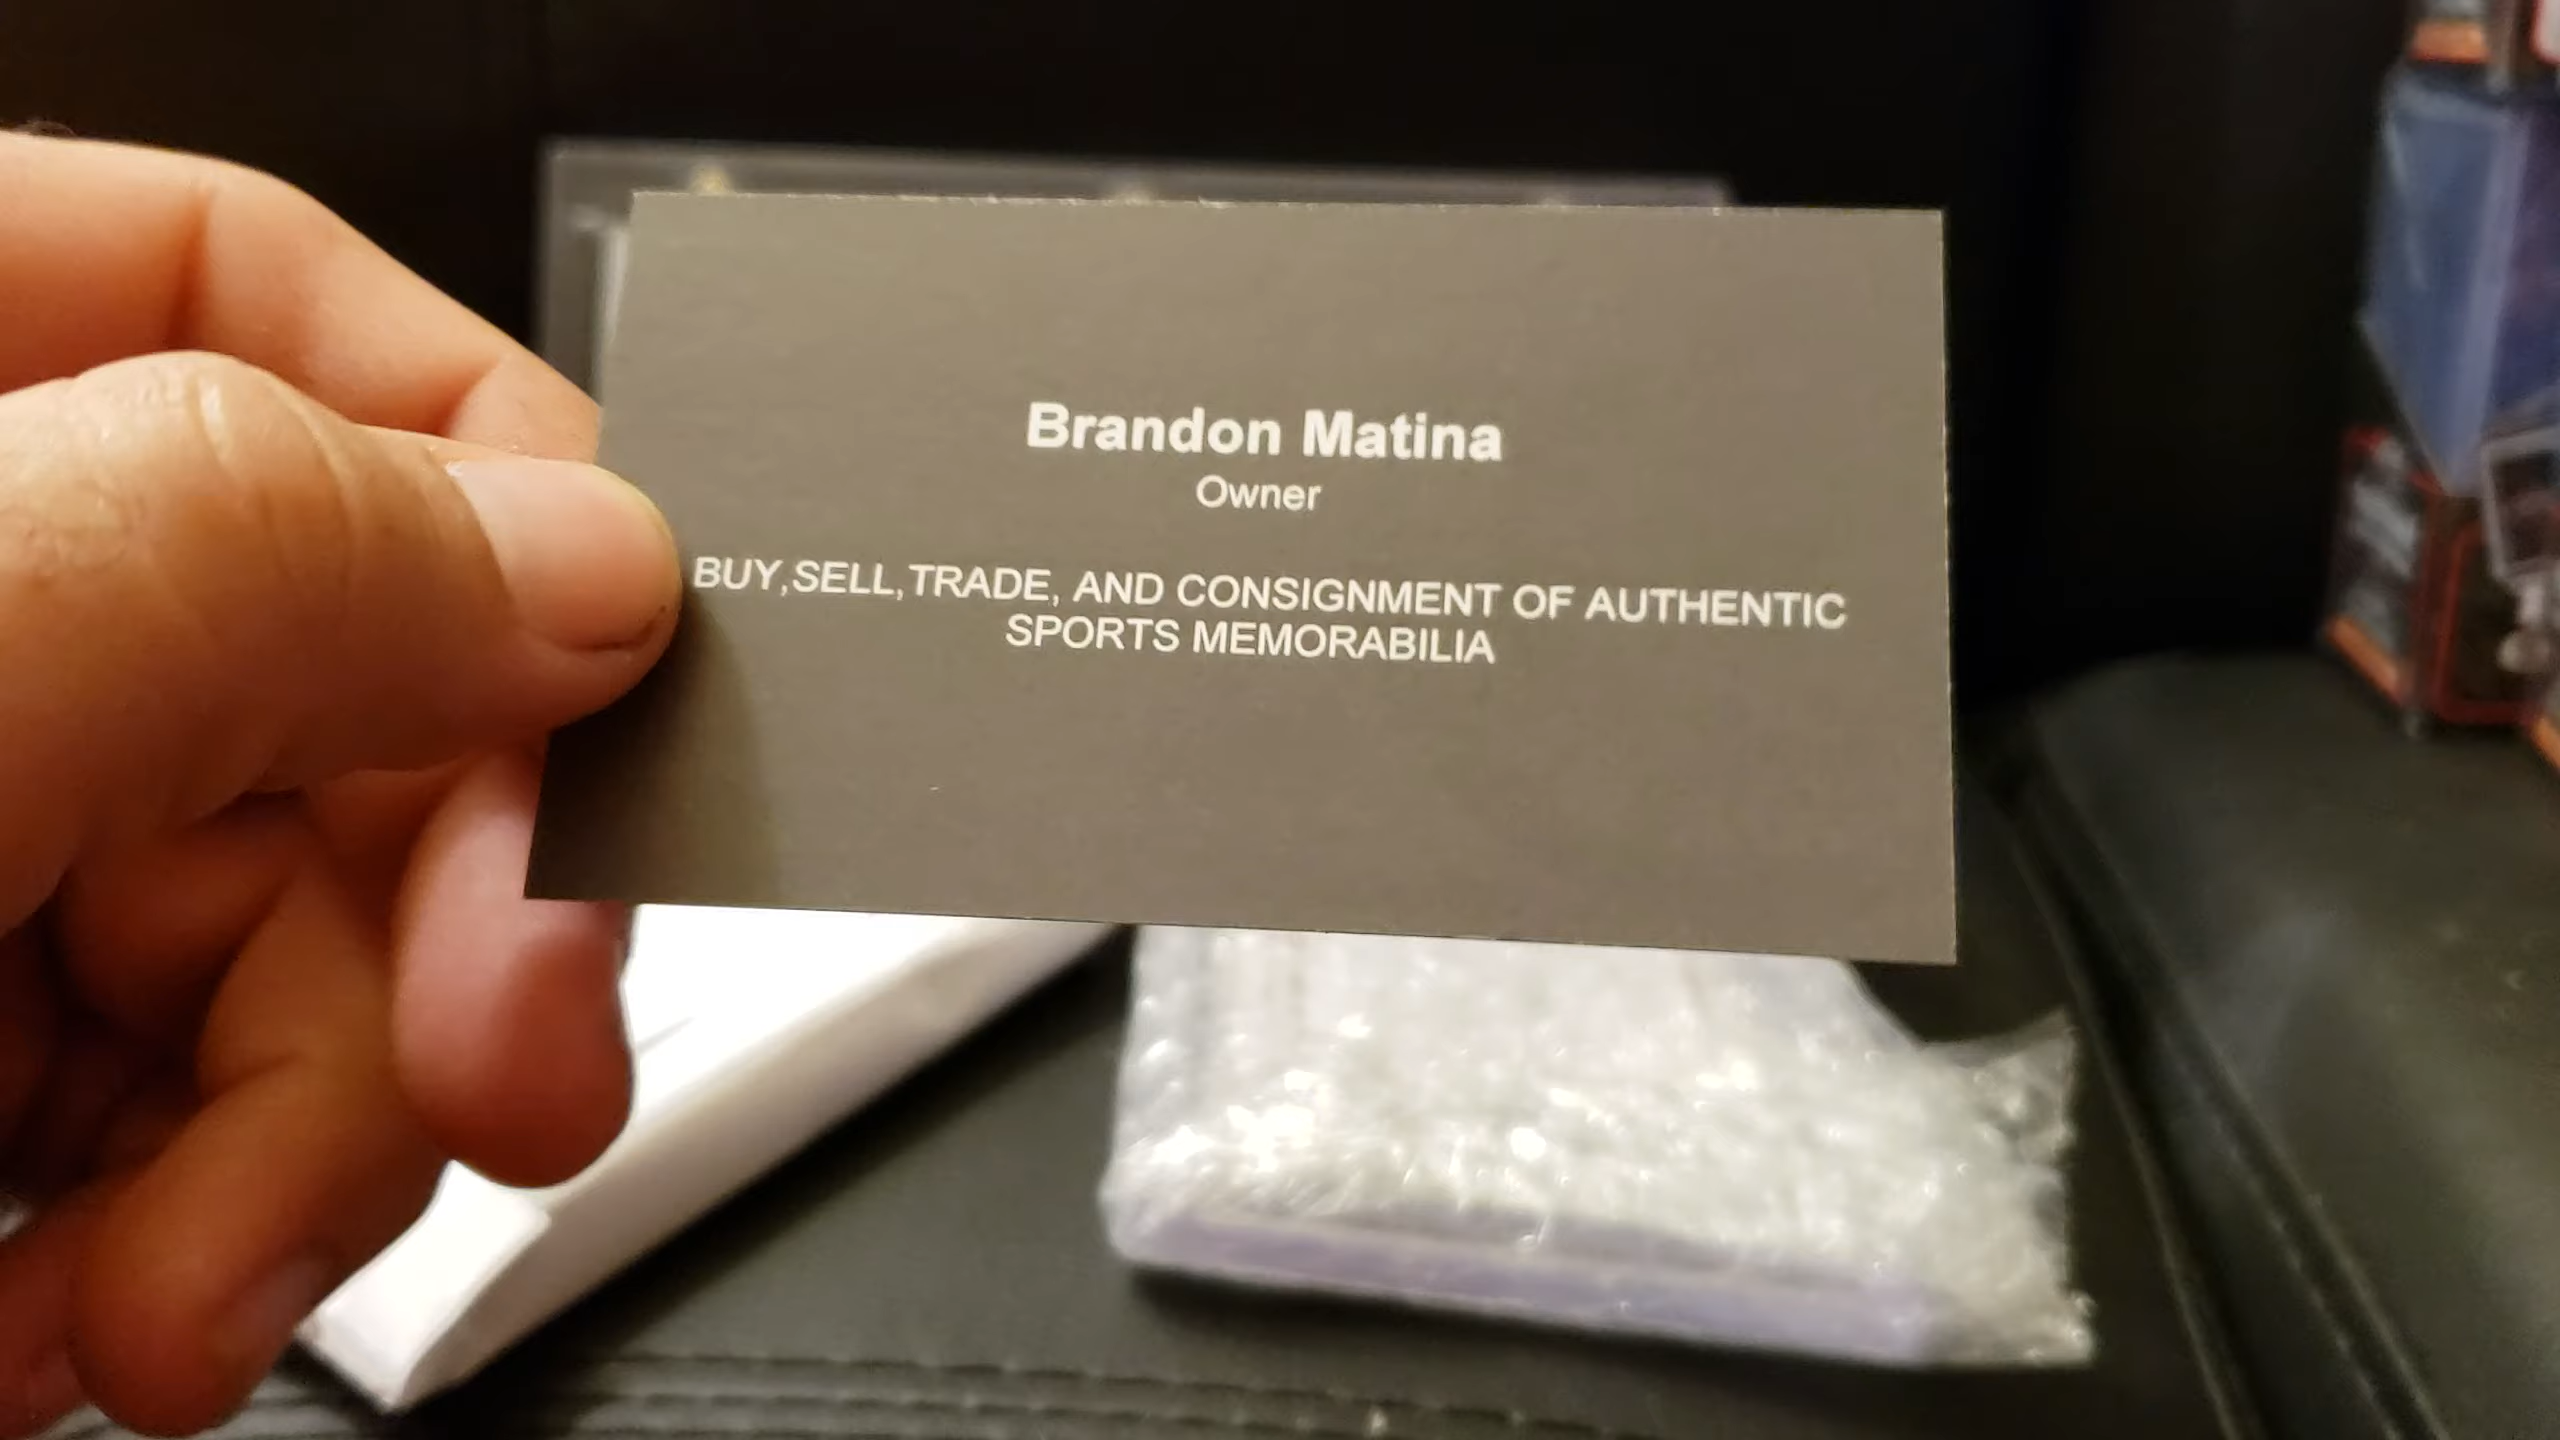 Brandon Matina
Owner
BUY,SELL,TRADE, AND CONSIGNMENT OF AUTHENTIC
SPORTS MEMORABILIA